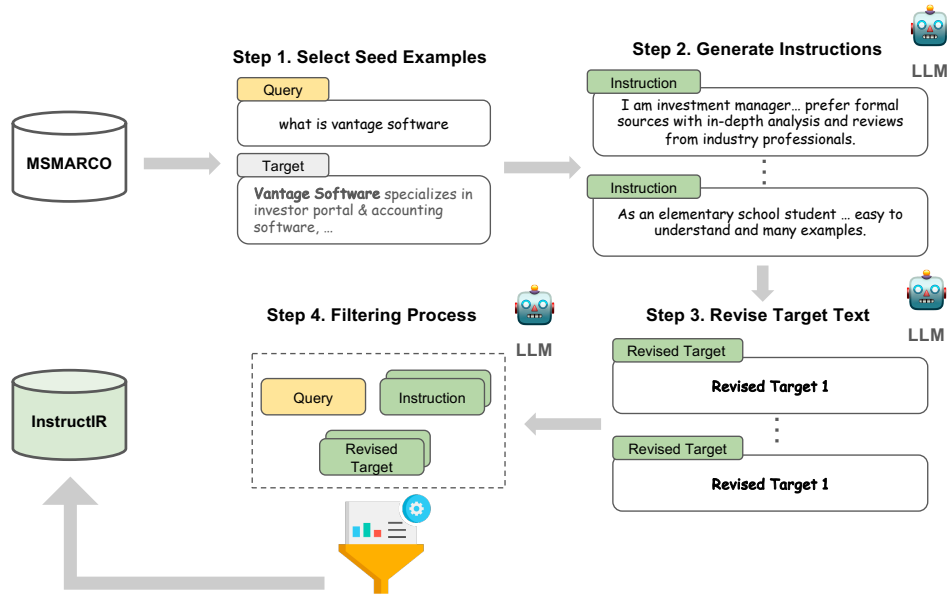 Step 1. Select Seed Examples
Query
what is vantage software
MSMARCO
Target
Vantage Software specializes in
investor portal & accounting
software, …
Step 2. Generate Instructions
LLM
Instruction
I am investment manager… prefer formal
sources with in-depth analysis and reviews
from industry professionals.
Instruction
As an elementary school student … easy to
understand and many examples.
Step 3. Revise Target Text
LLM
Revised Target
Revised Target 1
Revised Target
Revised Target 1
Step 4. Filtering Process
LLM
Query
Instruction
Revised
Target
InstructIR